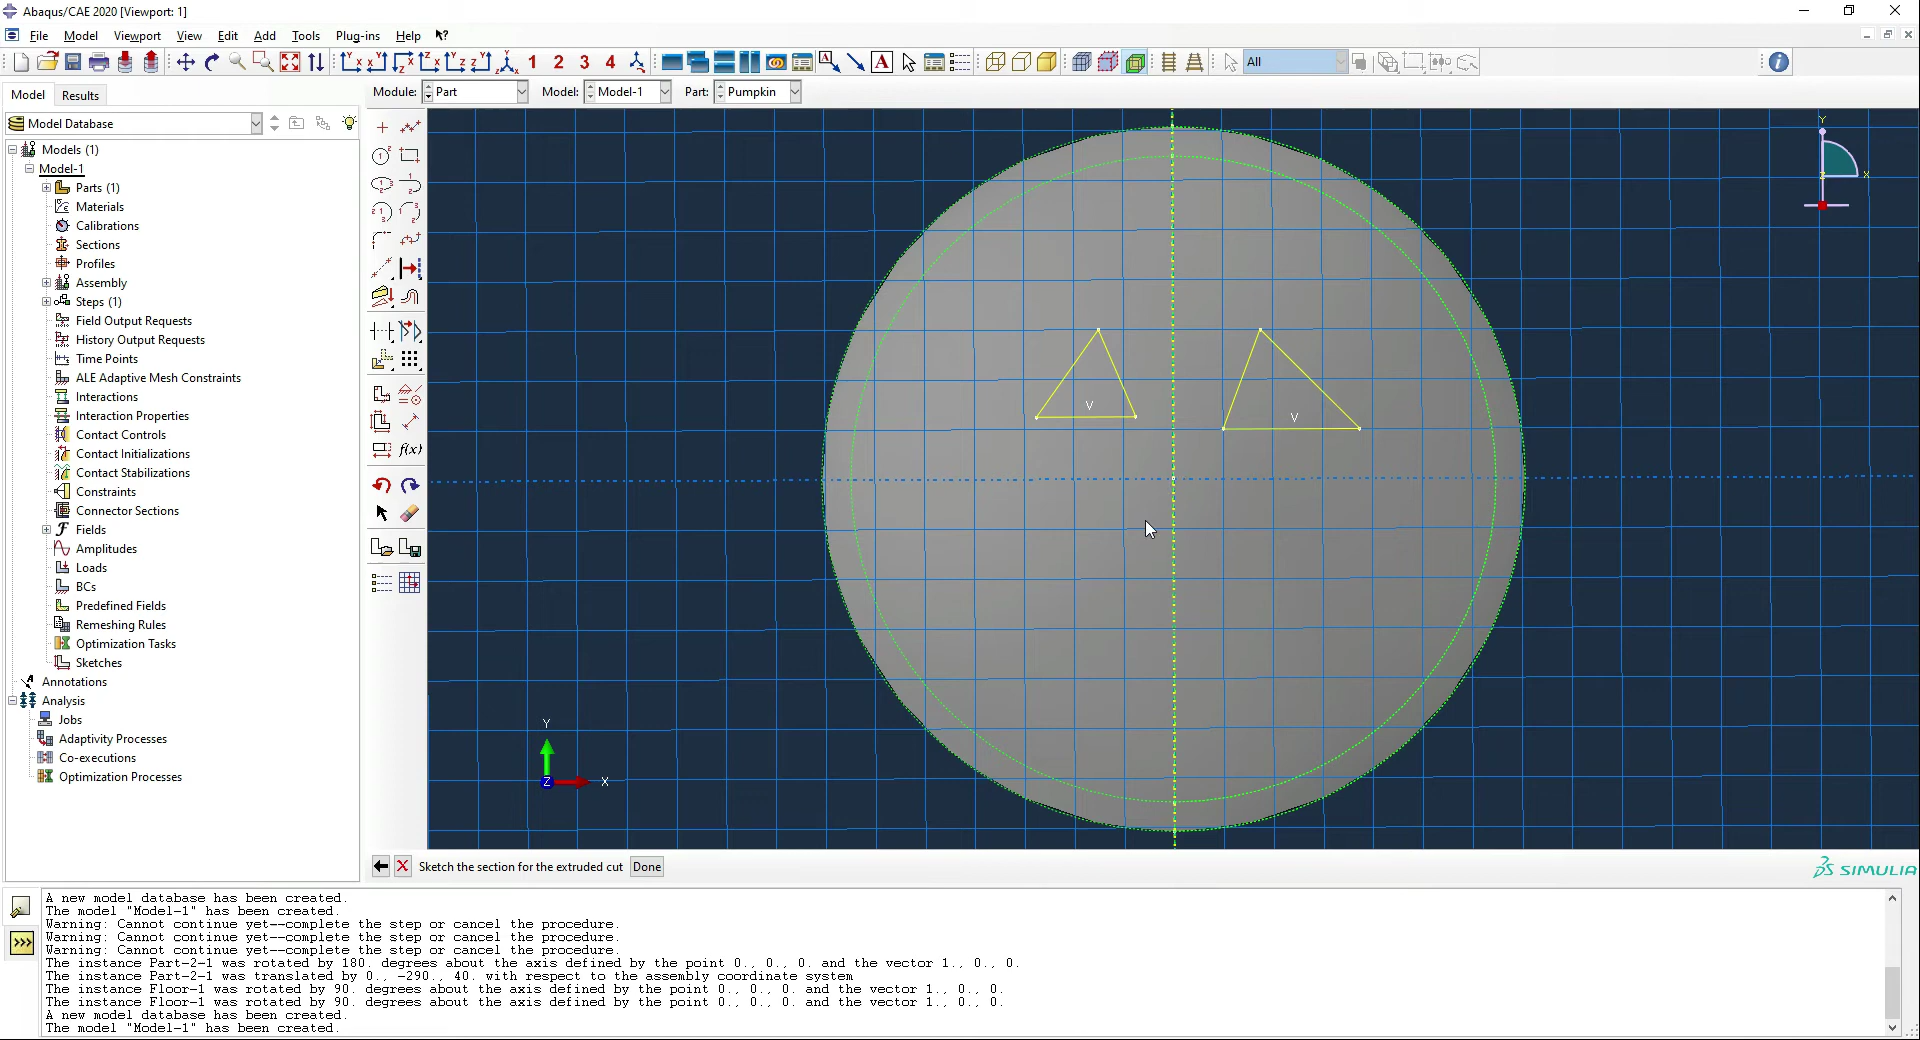 Abaqus/CAE 2020 [Viewport: 1]
File Model Viewport View Edit Add Tools Plug-ins Help
1 2 3 4 A All
Model Results
Module: Part Model: Model-1 Part: Pumpkin
Model Database
Models (1)
Model-1
Parts (1)
Materials
Calibrations
Sections
Profiles
Assembly
Steps (1)
Field Output Requests
History Output Requests
Time Points
ALE Adaptive Mesh Constraints
Interactions
Interaction Properties
Contact Controls
Contact Initializations
Contact Stabilizations
Constraints
Connector Sections
Fields
Amplitudes
Loads
BCs
Predefined Fields
Remeshing Rules
Optimization Tasks
Sketches
Annotations
Analysis
Jobs
Adaptivity Processes
Co-executions
Optimization Processes
f(x)
V V
Y
X
Y
Z X
Sketch the section for the extruded cut Done
SIMULIA
A new model database has been created.
The model "Model-1" has been created.
Warning: Cannot continue yet--complete the step or cancel the procedure.
Warning: Cannot continue yet--complete the step or cancel the procedure.
Warning: Cannot continue yet--complete the step or cancel the procedure.
The instance Part-2-1 was rotated by 180. degrees about the axis defined by the point 0., 0., 0. and the vector 1., 0., 0.
The instance Part-2-1 was translated by 0., -290., 40. with respect to the assembly coordinate system
The instance Floor-1 was rotated by 90. degrees about the axis defined by the point 0., 0., 0. and the vector 1., 0., 0.
The instance Floor-1 was rotated by 90. degrees about the axis defined by the point 0., 0., 0. and the vector 1., 0., 0.
A new model database has been created.
The model "Model-1" has been created.